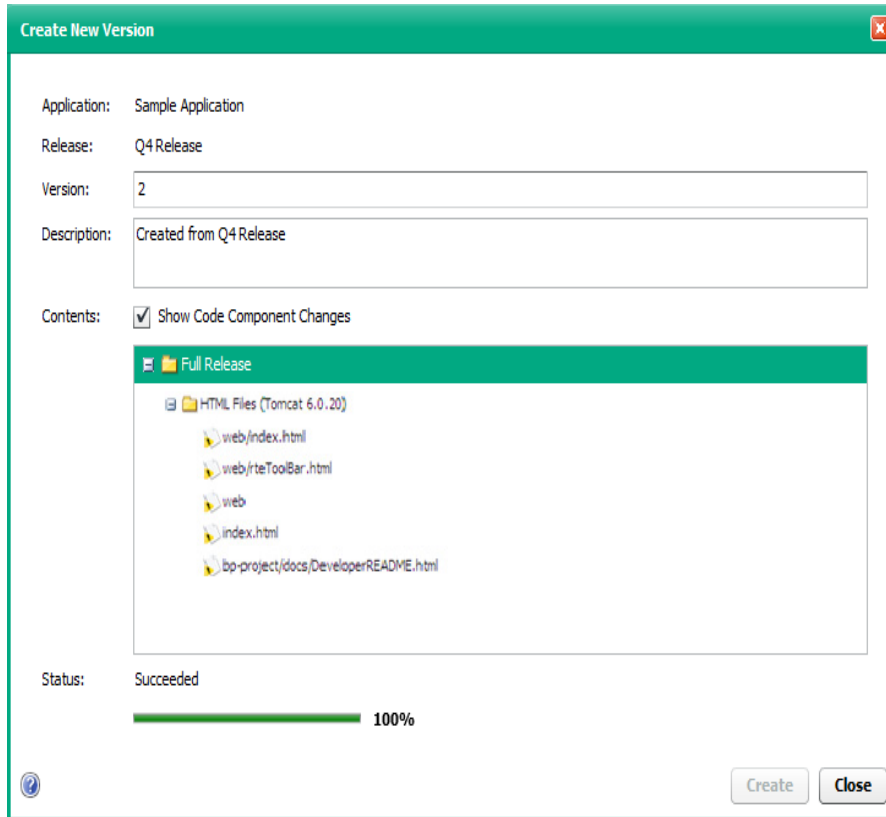 Create New Version
Application: Sample Application
Release: Q4 Release
Version: 2
Description: Created from Q4 Release
Contents: Show Code Component Changes
Full Release
HTML Files (Tomcat 6.0.20)
web/index.html
web/rteToolBar.html
web
index.html
bp-project/docs/DeveloperREADME.html
Status: Succeeded
100%
? Create Close